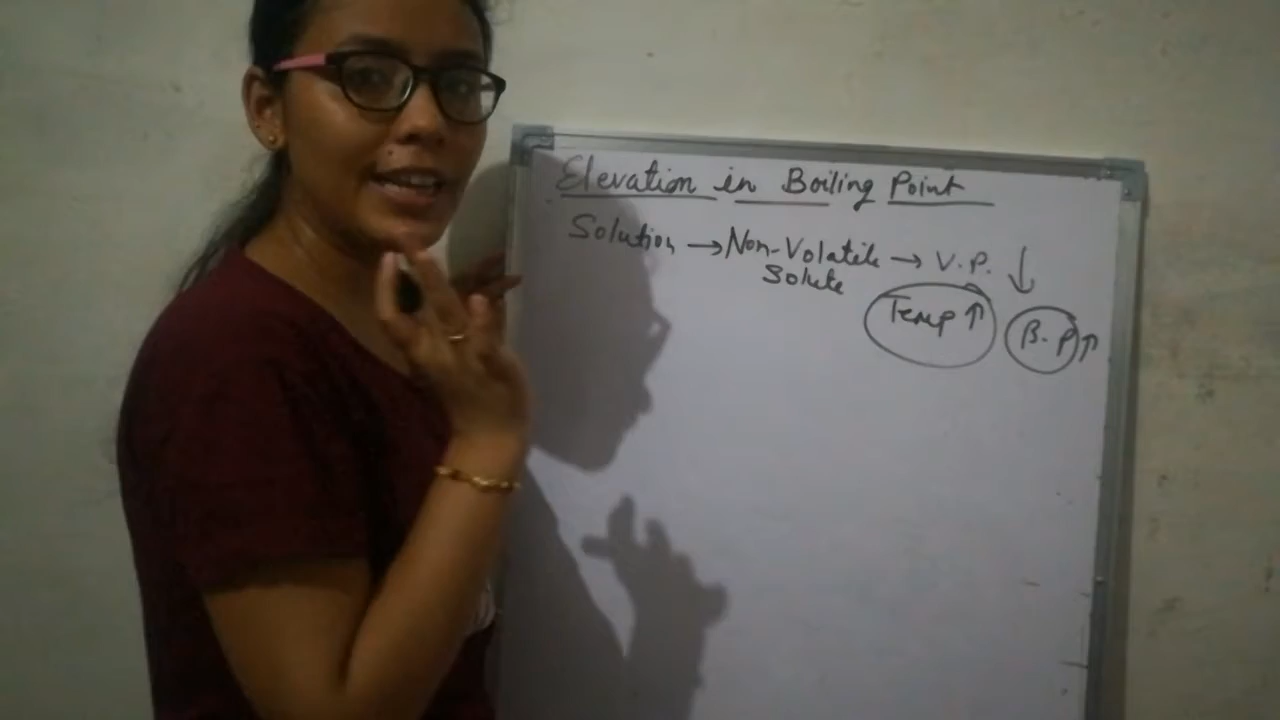 Elevation in Boiling Point
Solution → Non-Volatile → V.P. ↓
Solute
Temp ↑ B.P ↑